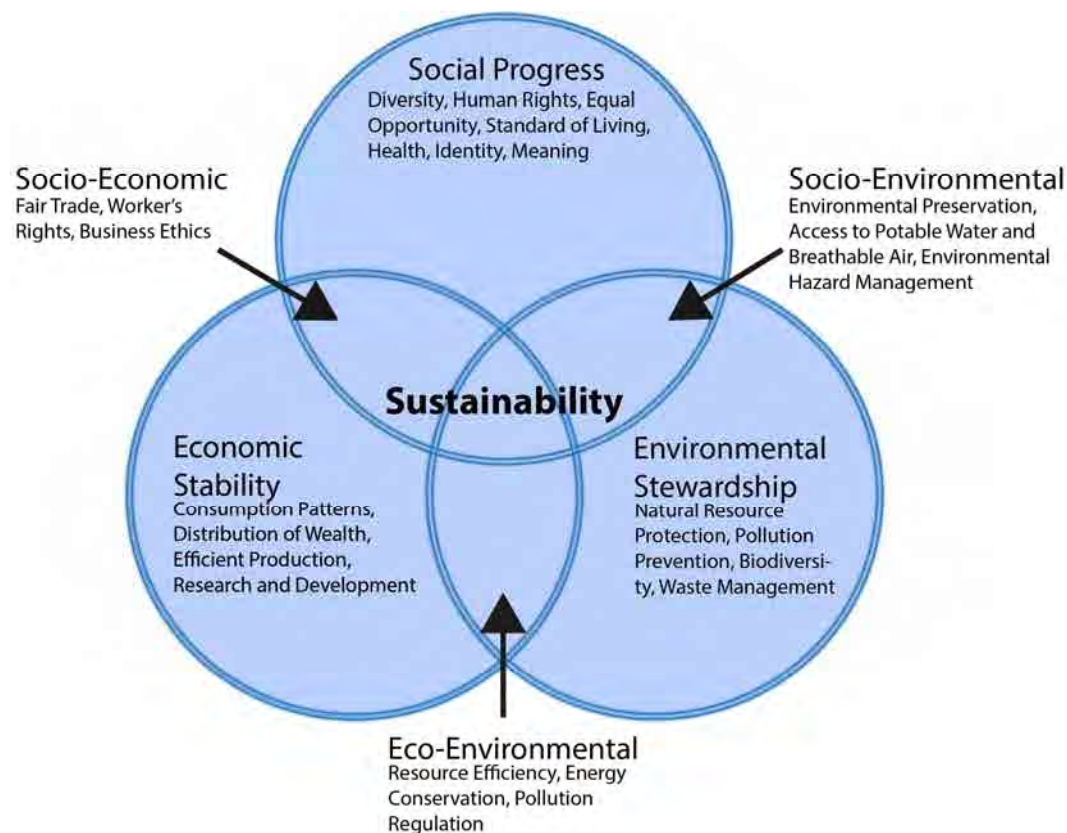 Social Progress
Diversity, Human Rights, Equal
Opportunity, Standard of Living,
Health, Identity, Meaning
Socio-Economic
Fair Trade, Worker's
Rights, Business Ethics
Socio-Environmental
Environmental Preservation,
Access to Potable Water and
Breathable Air, Environmental
Hazard Management
Sustainability
Economic
Stability
Consumption Patterns,
Distribution of Wealth,
Efficient Production,
Research and Development
Environmental
Stewardship
Natural Resource
Protection, Pollution
Prevention, Biodiversi-
ty, Waste Management
Eco-Environmental
Resource Efficiency, Energy
Conservation, Pollution
Regulation